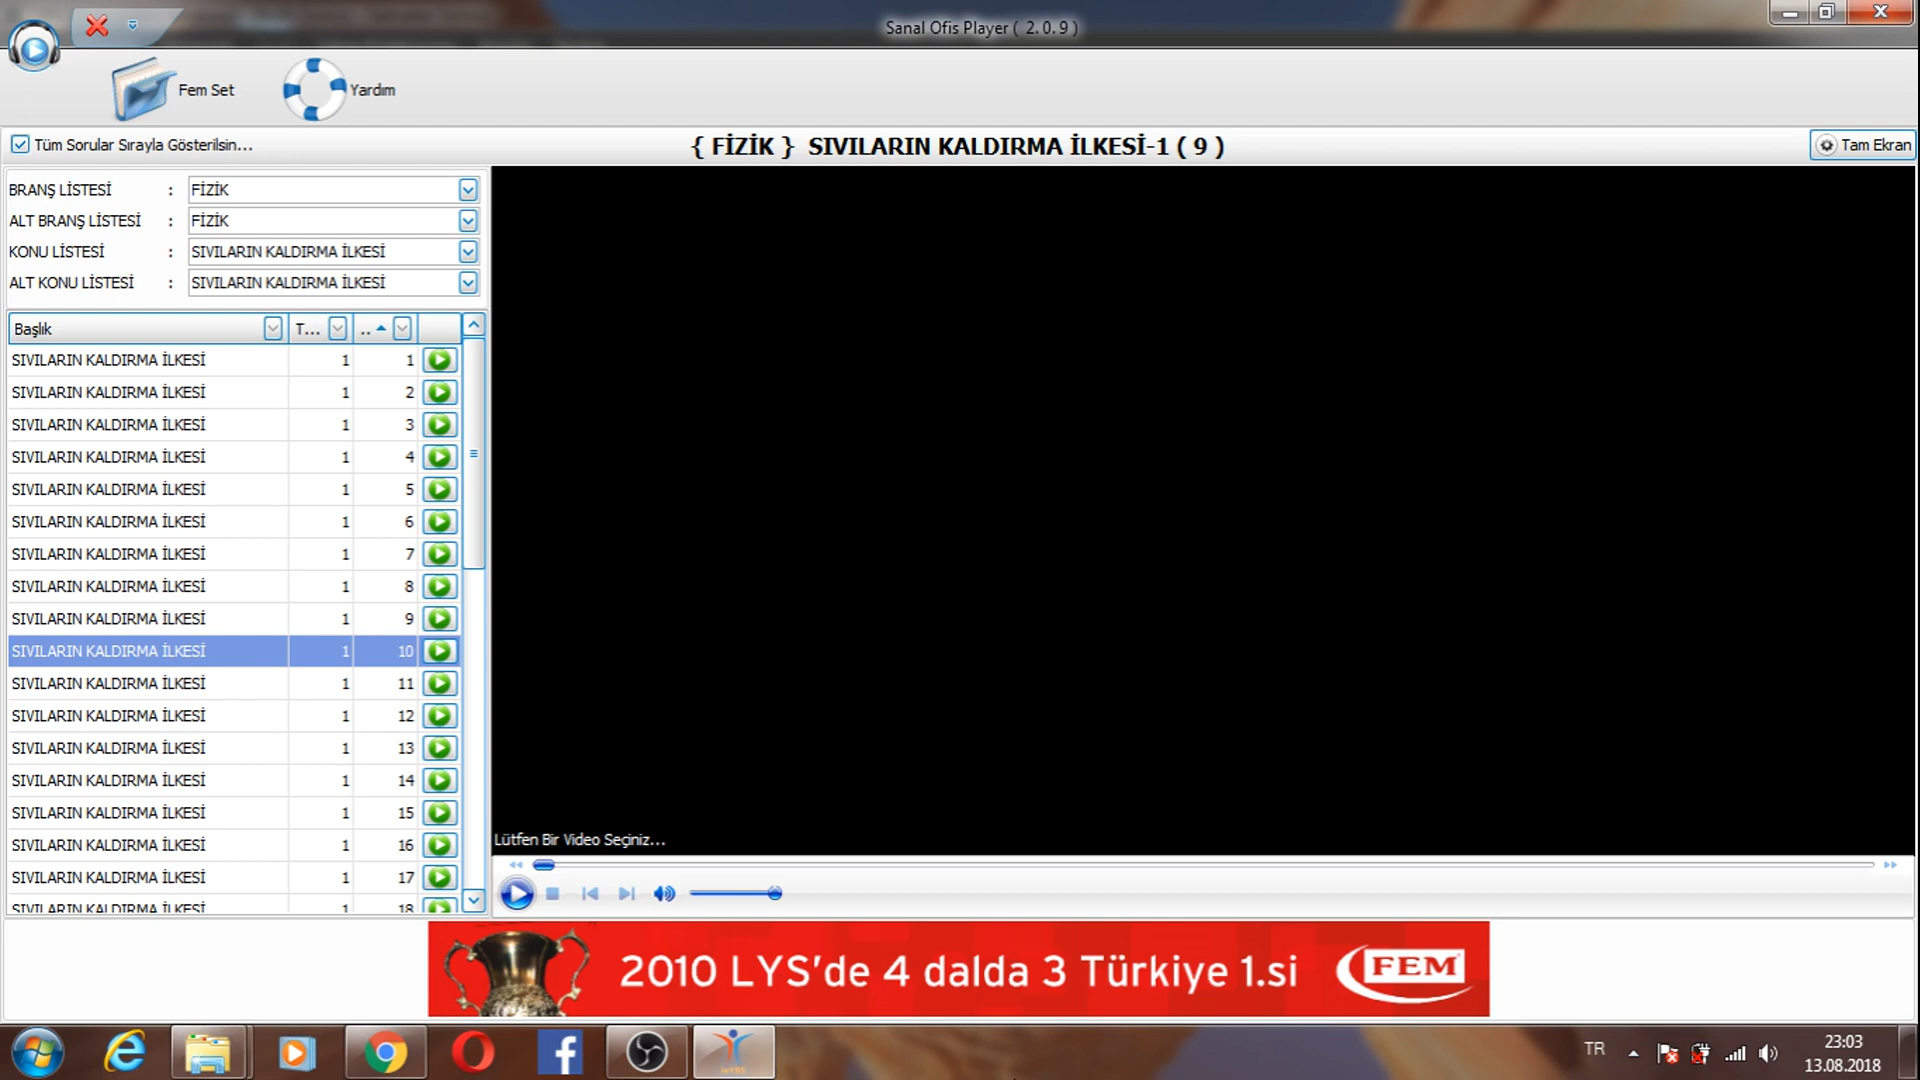 Sanal Ofis Player ( 2.0.9 )
Fem Set
Yardım
Tüm Sorular Sırayla Gösterilsin...
{ FİZİK } SIVILARIN KALDIRMA İLKESİ-1 ( 9 )
Tam Ekran
BRANŞ LİSTESİ : FİZİK
ALT BRANŞ LİSTESİ : FİZİK
KONU LİSTESİ : SIVILARIN KALDIRMA İLKESİ
ALT KONU LİSTESİ : SIVILARIN KALDIRMA İLKESİ
Başlık T... ..
SIVILARIN KALDIRMA İLKESİ 1 1
SIVILARIN KALDIRMA İLKESİ 1 2
SIVILARIN KALDIRMA İLKESİ 1 3
SIVILARIN KALDIRMA İLKESİ 1 4
SIVILARIN KALDIRMA İLKESİ 1 5
SIVILARIN KALDIRMA İLKESİ 1 6
SIVILARIN KALDIRMA İLKESİ 1 7
SIVILARIN KALDIRMA İLKESİ 1 8
SIVILARIN KALDIRMA İLKESİ 1 9
SIVILARIN KALDIRMA İLKESİ 1 10
SIVILARIN KALDIRMA İLKESİ 1 11
SIVILARIN KALDIRMA İLKESİ 1 12
SIVILARIN KALDIRMA İLKESİ 1 13
SIVILARIN KALDIRMA İLKESİ 1 14
SIVILARIN KALDIRMA İLKESİ 1 15
SIVILARIN KALDIRMA İLKESİ 1 16
SIVILARIN KALDIRMA İLKESİ 1 17
SIVILARIN KALDIRMA İLKESİ 1 18
Lütfen Bir Video Seçiniz...
2010 LYS'de 4 dalda 3 Türkiye 1.si
FEM
TR
23:03
13.08.2018